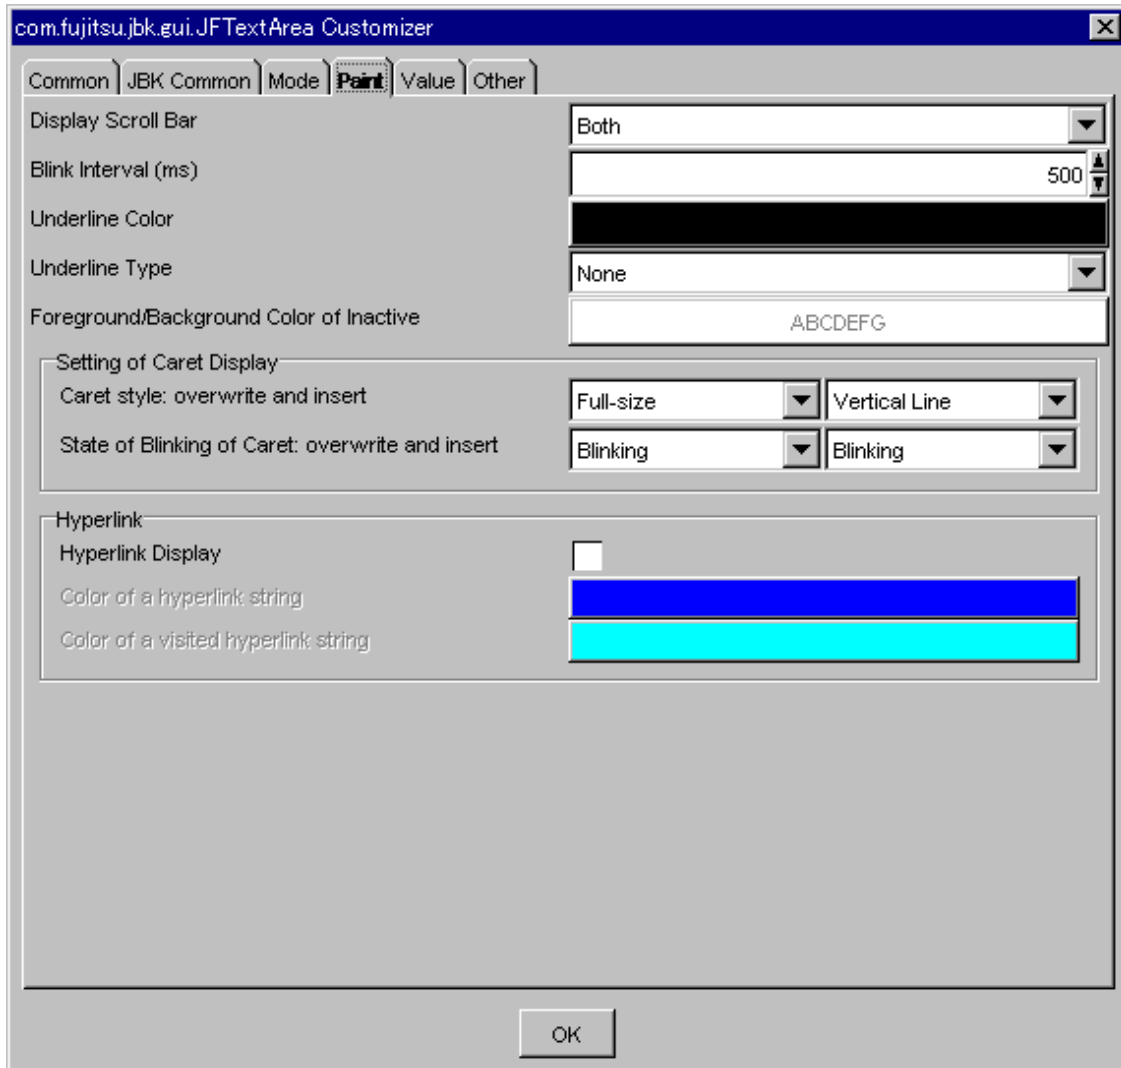 com.fujitsu.jbk.gui.JFTextArea Customizer
Common JBK Common Mode Paint Value Other
Display Scroll Bar Both
Blink Interval (ms) 500
Underline Color
Underline Type None
Foreground/Background Color of Inactive ABCDEFG
Setting of Caret Display
Caret style: overwrite and insert Full-size Vertical Line
State of Blinking of Caret: overwrite and insert Blinking Blinking
Hyperlink
Hyperlink Display
Color of a hyperlink string
Color of a visited hyperlink string
OK